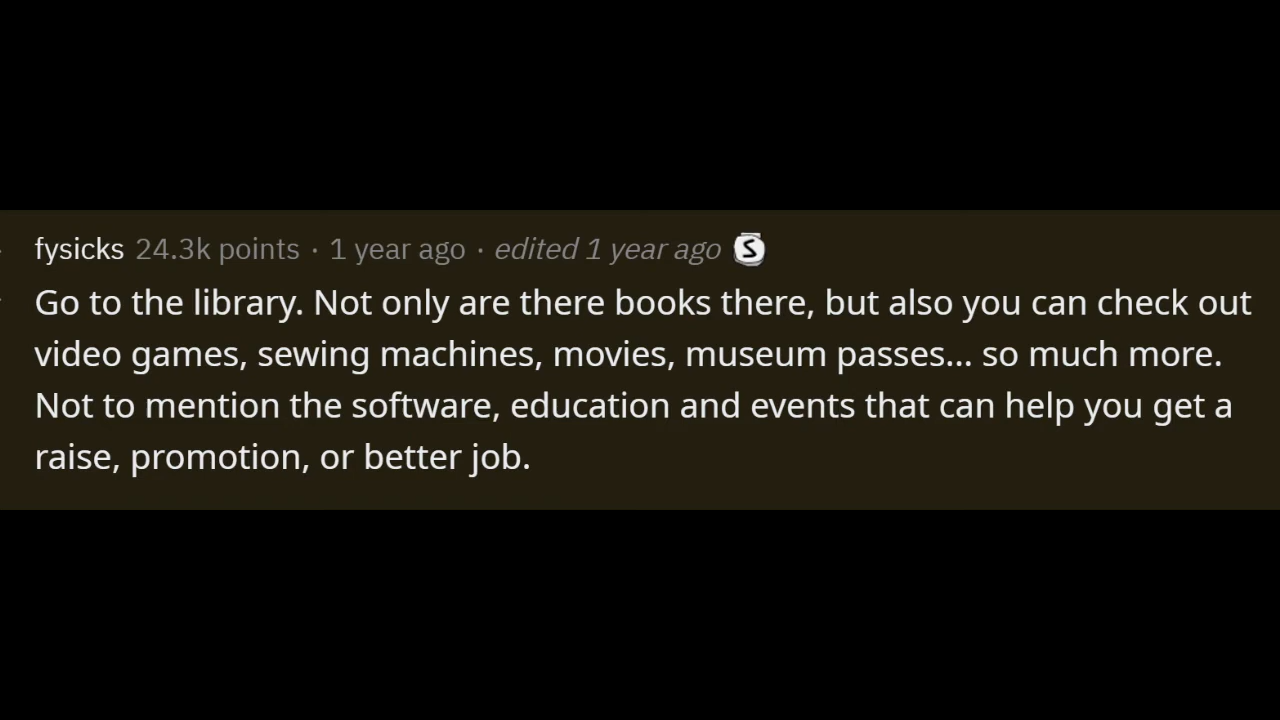 fysicks 24.3k points · 1 year ago · edited 1 year ago S
Go to the library. Not only are there books there, but also you can check out
video games, sewing machines, movies, museum passes... so much more.
Not to mention the software, education and events that can help you get a
raise, promotion, or better job.